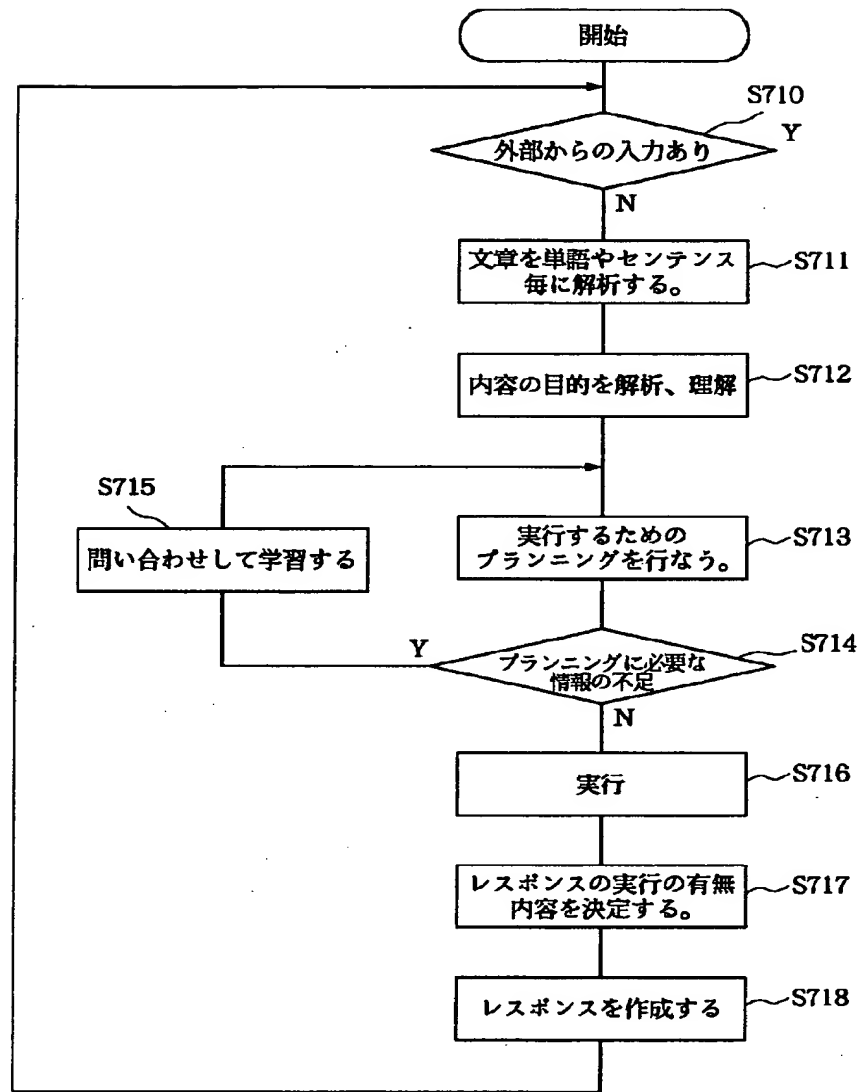 開始
S710
外部からの入力あり
Y
N
文章を単語やセンテンス
毎に解析する。
S711
内容の目的を解析、理解
S712
S715
問い合わせして学習する
実行するための
プランニングを行なう。
S713
Y
プランニングに必要な
情報の不足
S714
N
実行
S716
レスポンスの実行の有無
内容を決定する。
S717
レスポンスを作成する
S718